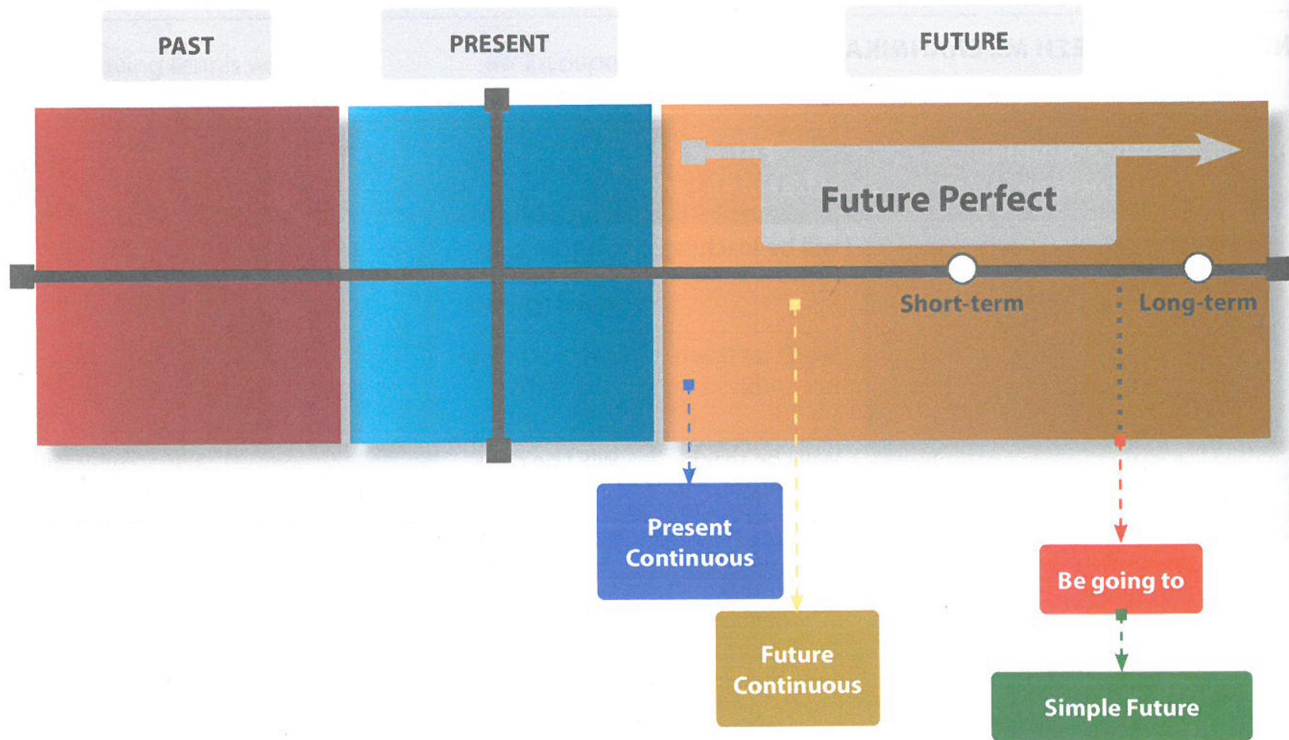 PAST
PRESENT
FUTURE
Future Perfect
Short-term
Long-term
Present
Continuous
Be going to
Future
Continuous
Simple Future